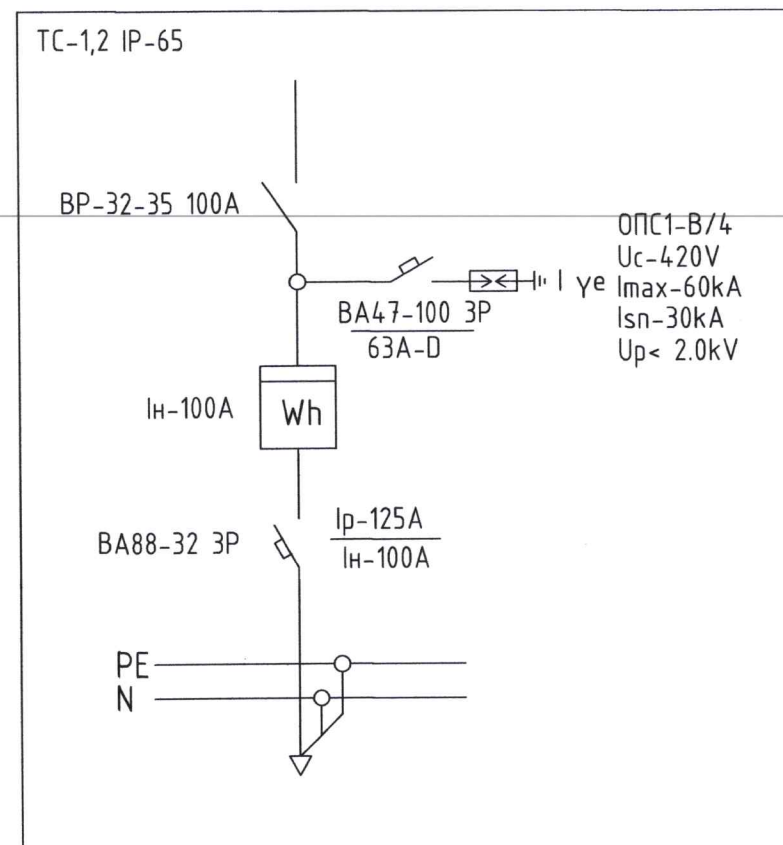 ТС-1,2 IP-65
ВР-32-35 100А
ОПС1-В/4
Uc-420V
Imax-60kA
Isn-30kA
Up< 2.0kV
I уе
ВА47-100 3Р
63А-D
Iн-100А
Wh
ВА88-32 3Р
Iр-125А
Iн-100А
PE
N